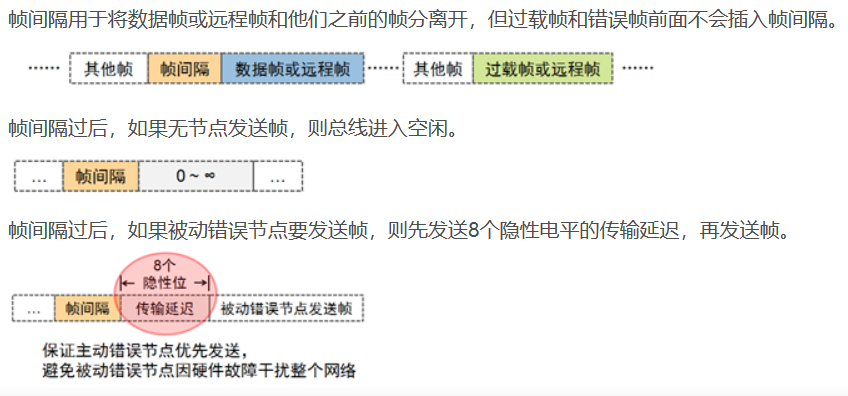 帧间隔用于将数据帧或远程帧和他们之前的帧分离开，但过载帧和错误帧前面不会插入帧间隔。
…… 其他帧 帧间隔 数据帧或远程帧 …… 其他帧 过载帧或远程帧 ……
帧间隔过后，如果无节点发送帧，则总线进入空闲。
… 帧间隔 0 ~ ∞ …
帧间隔过后，如果被动错误节点要发送帧，则先发送8个隐性电平的传输延迟，再发送帧。
8个
隐性位
… 帧间隔 传输延迟 被动错误节点发送帧
保证主动错误节点优先发送，
避免被动错误节点因硬件故障干扰整个网络